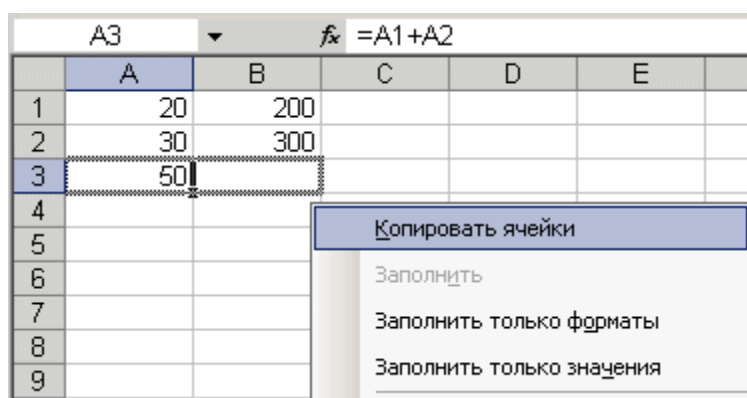 A3 fx =A1+A2
A B C D E
1 20 200
2 30 300
3 50
4
5
6
7
8
9
Копировать ячейки
Заполнить
Заполнить только форматы
Заполнить только значения